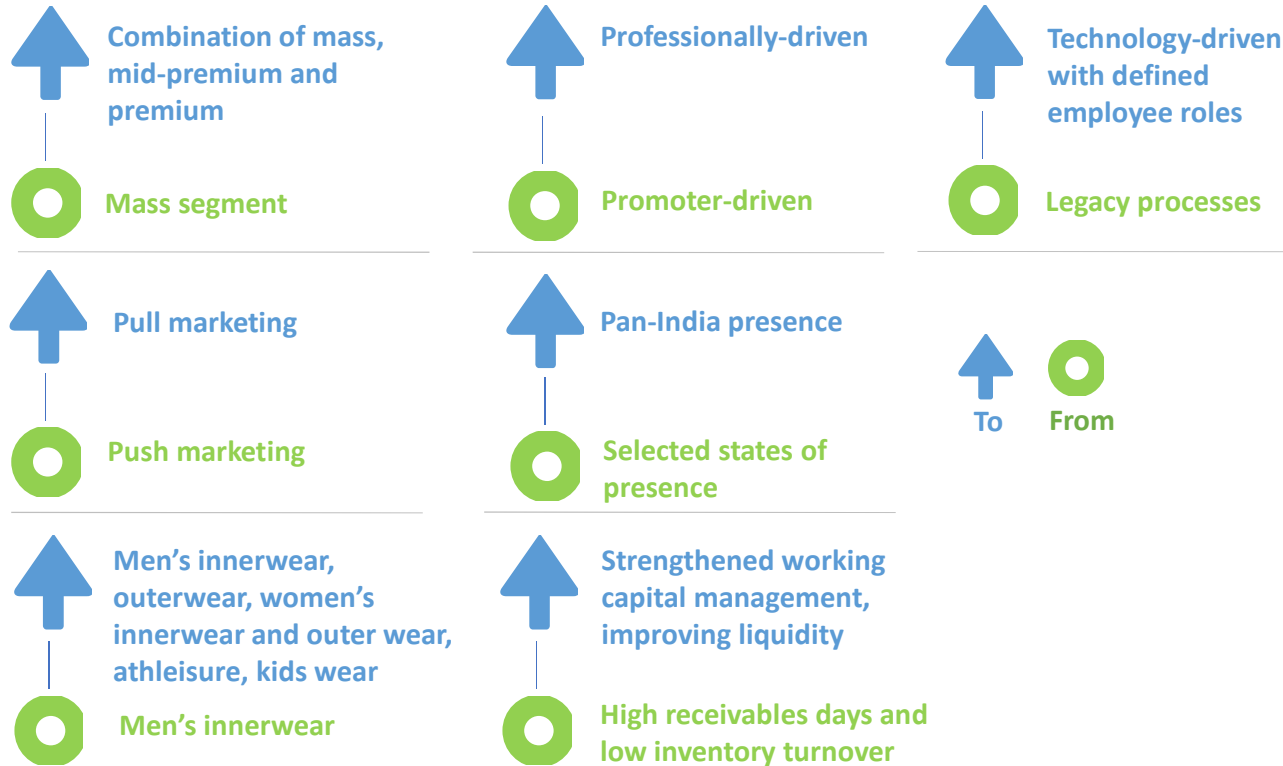 Combination of mass,
mid-premium and
premium
Mass segment
Professionally-driven
Promoter-driven
Technology-driven
with defined
employee roles
Legacy processes
Pull marketing
Push marketing
Pan-India presence
Selected states of
presence
To
From
Men's innerwear,
outerwear, women's
innerwear and outer wear,
athleisure, kids wear
Men's innerwear
Strengthened working
capital management,
improving liquidity
High receivables days and
low inventory turnover